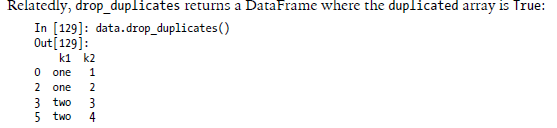 Relatedly, drop_duplicates returns a DataFrame where the duplicated array is True:
In [129]: data.drop_duplicates()
Out[129]:
k1 k2
0 one 1
2 one 2
3 two 3
5 two 4